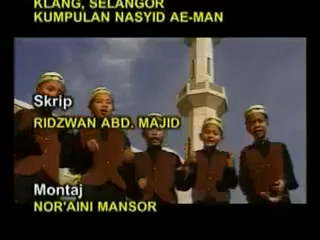 KLANG, SELANGOR
KUMPULAN NASYID AE-MAN
Skrip
RIDZWAN ABD. MAJID
Montaj
NOR'AINI MANSOR